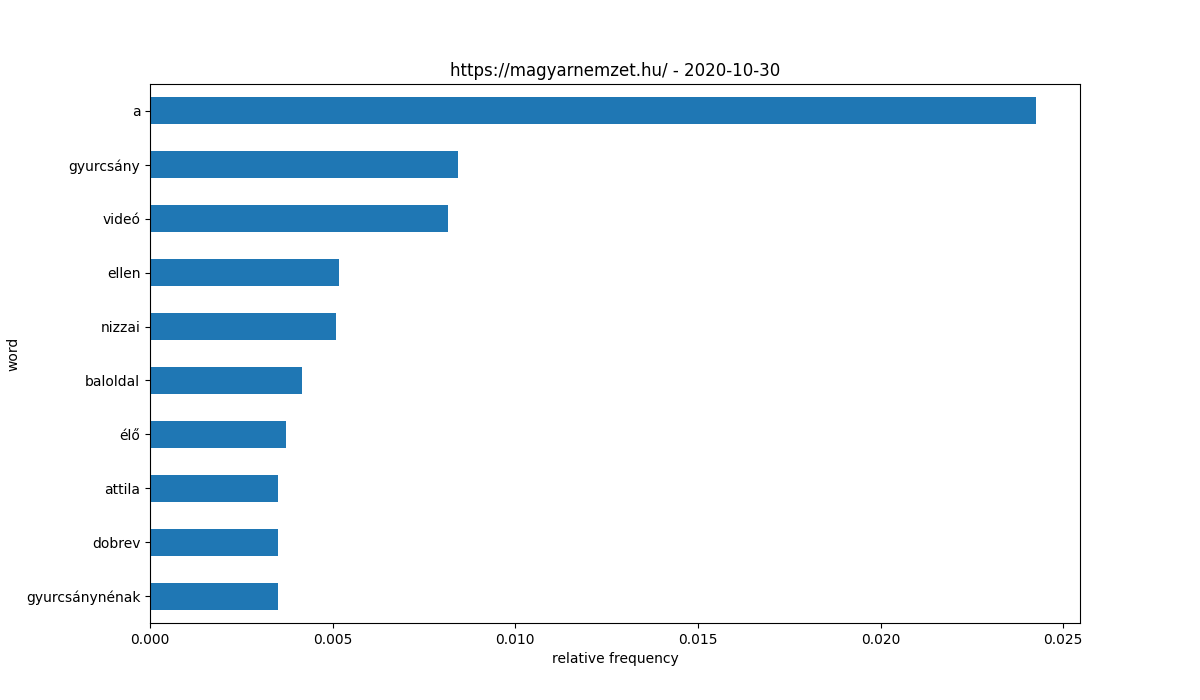 https://magyarnemzet.hu/ - 2020-10-30
a
gyurcsány
videó
ellen
nizzai
baloldal
élő
attila
dobrev
gyurcsánynénak
word
0.000 0.005 0.010 0.015 0.020 0.025
relative frequency